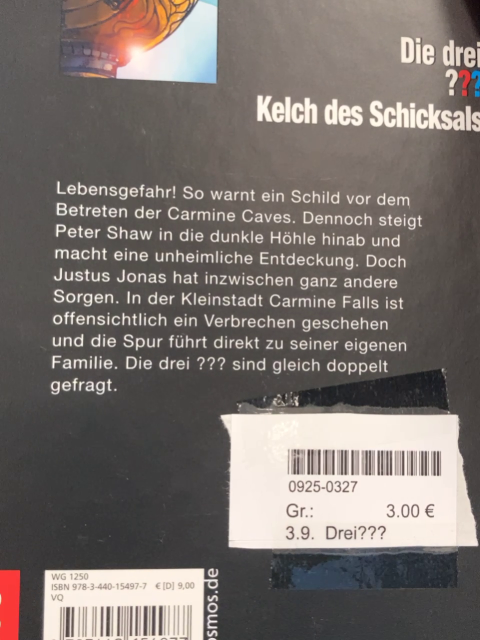 Die drei
???
Kelch des Schicksals
Lebensgefahr! So warnt ein Schild vor dem
Betreten der Carmine Caves. Dennoch steigt
Peter Shaw in die dunkle Höhle hinab und
macht eine unheimliche Entdeckung. Doch
Justus Jonas hat inzwischen ganz andere
Sorgen. In der Kleinstadt Carmine Falls ist
offensichtlich ein Verbrechen geschehen
und die Spur führt direkt zu seiner eigenen
Familie. Die drei ??? sind gleich doppelt
gefragt.
0925-0327
Gr.: 3.00 €
3.9. Drei???
WG 1250
ISBN 978-3-440-15497-7 € [D] 9,00
VQ
osmos.de